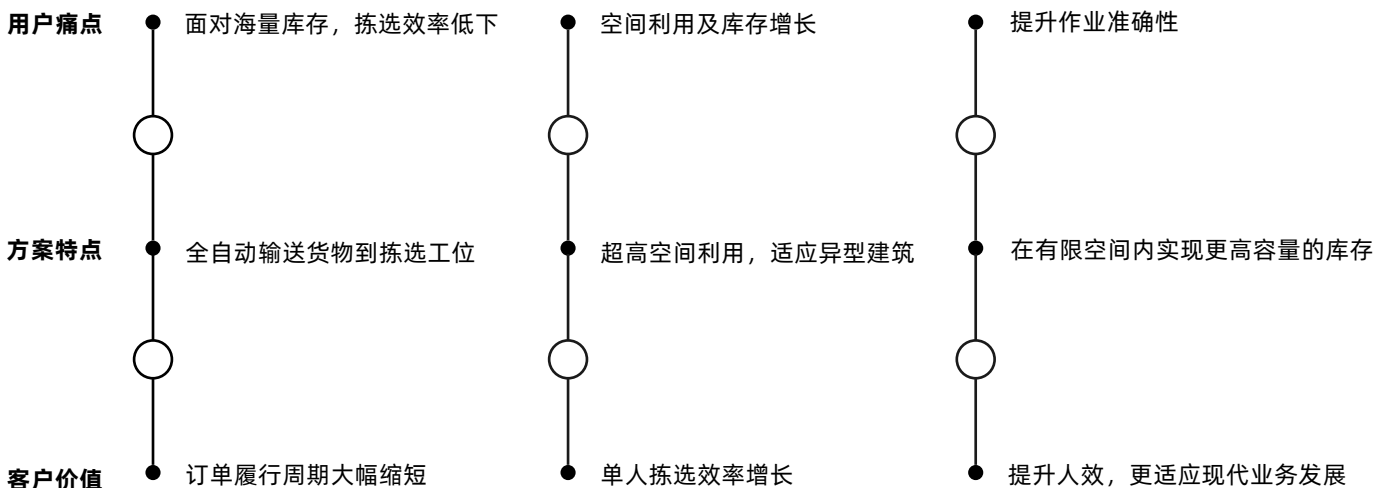 用户痛点
面对海量库存，拣选效率低下
空间利用及库存增长
提升作业准确性
方案特点
全自动输送货物到拣选工位
超高空间利用，适应异型建筑
在有限空间内实现更高容量的库存
客户价值
订单履行周期大幅缩短
单人拣选效率增长
提升人效，更适应现代业务发展